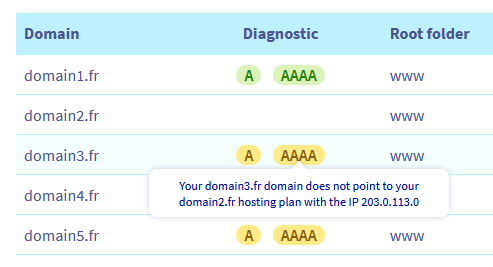 Domain Diagnostic Root folder
domain1.fr A AAAA www
domain2.fr www
domain3.fr A AAAA www
Your domain3.fr domain does not point to your
domain2.fr hosting plan with the IP 203.0.113.0
domain4.fr www
domain5.fr A AAAA www